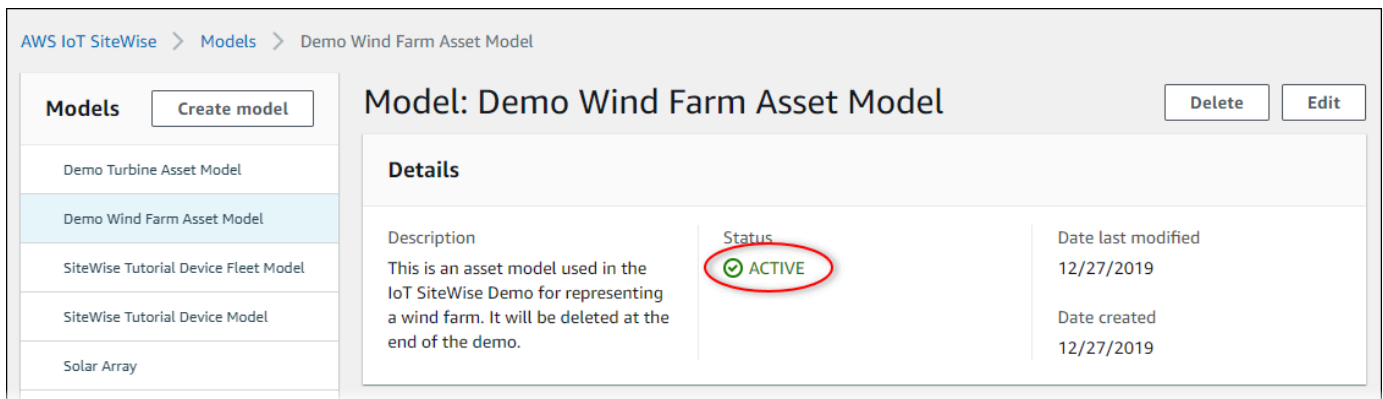 AWS IoT SiteWise > Models > Demo Wind Farm Asset Model
Models
Create model
Demo Turbine Asset Model
Demo Wind Farm Asset Model
SiteWise Tutorial Device Fleet Model
SiteWise Tutorial Device Model
Solar Array
Model: Demo Wind Farm Asset Model
Delete
Edit
Details
Description
This is an asset model used in the
IoT SiteWise Demo for representing
a wind farm. It will be deleted at the
end of the demo.
Status
ACTIVE
Date last modified
12/27/2019
Date created
12/27/2019